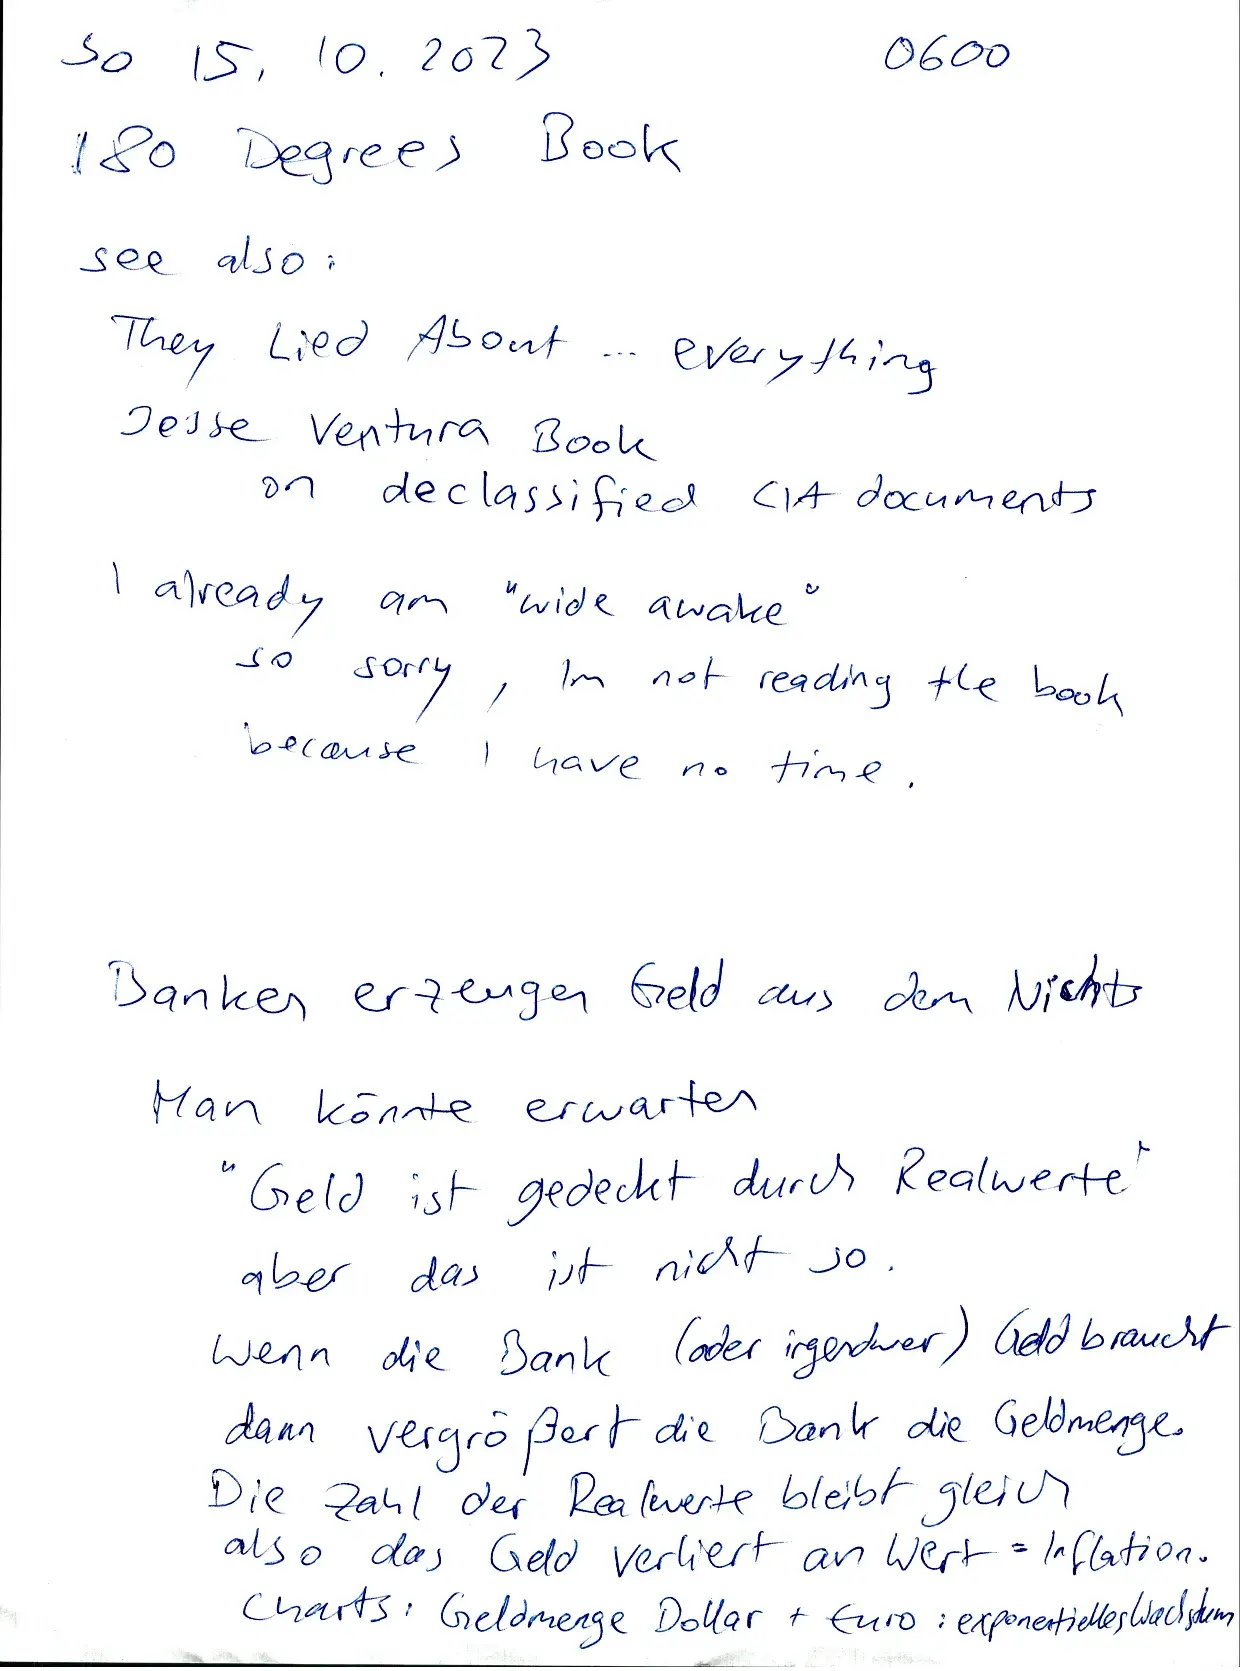 So 15. 10. 2023 0600
180 Degrees Book
see also:
They Lied About ... everything
Jesse Ventura Book
on declassified CIA documents
I already am "wide awake"
so sorry, Im not reading the book
because I have no time.
Banken erzeugen Geld aus dem Nichts
Man könnte erwarten
"Geld ist gedeckt durch Realwerte"
aber das ist nicht so.
Wenn die Bank (oder irgendwer) Geld braucht
dann vergrößert die Bank die Geldmenge.
Die Zahl der Realwerte bleibt gleich
also das Geld verliert an Wert = Inflation.
Charts: Geldmenge Dollar + Euro: exponentielles Wachstum